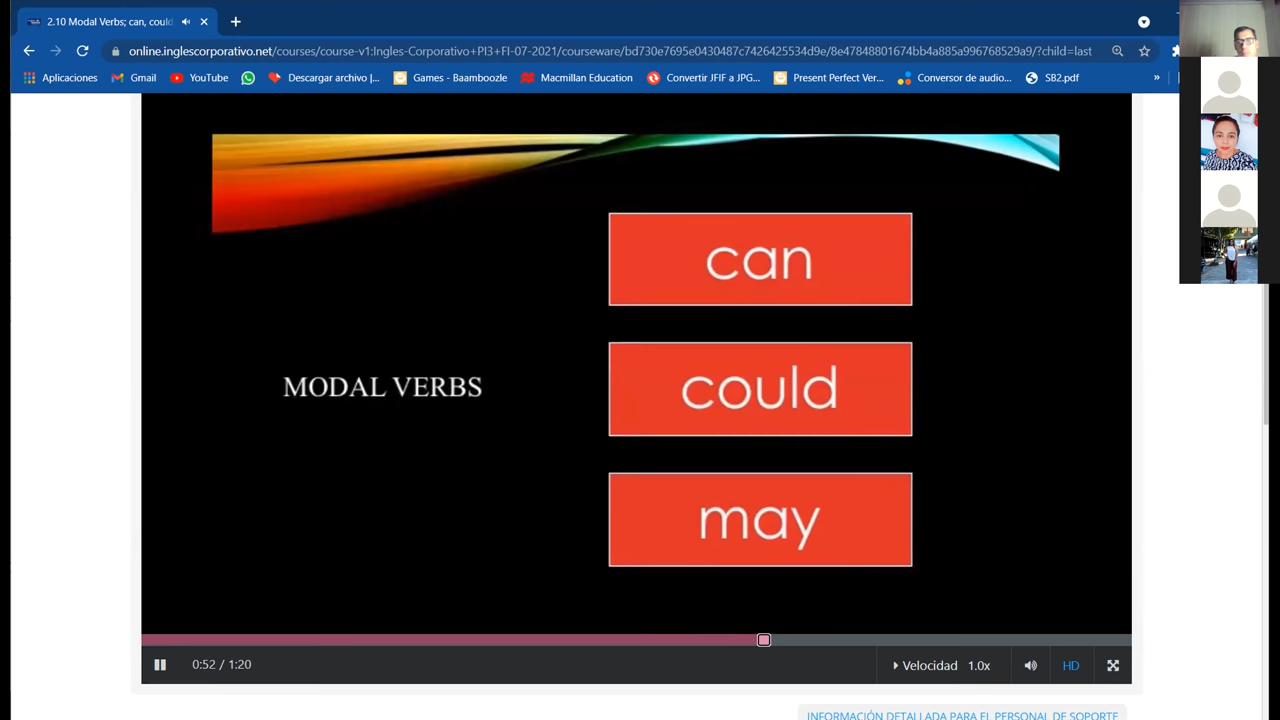 2.10 Modal Verbs; can, could
online.inglescorporativo.net/courses/course-v1:Ingles-Corporativo+PI3+FI-07-2021/courseware/bd730e7695e0430487c7426425534d9e/8e47848801674bb4a885a996768529a9/?child=last
Aplicaciones Gmail YouTube Descargar archivo |... Games - Baamboozle Macmillan Education Convertir JFIF a JPG... Present Perfect Ver... Conversor de audio... SB2.pdf »
can
MODAL VERBS could
may
0:52 / 1:20 Velocidad 1.0x HD
INFORMACIÓN DETALLADA PARA EL PERSONAL DE SOPORTE